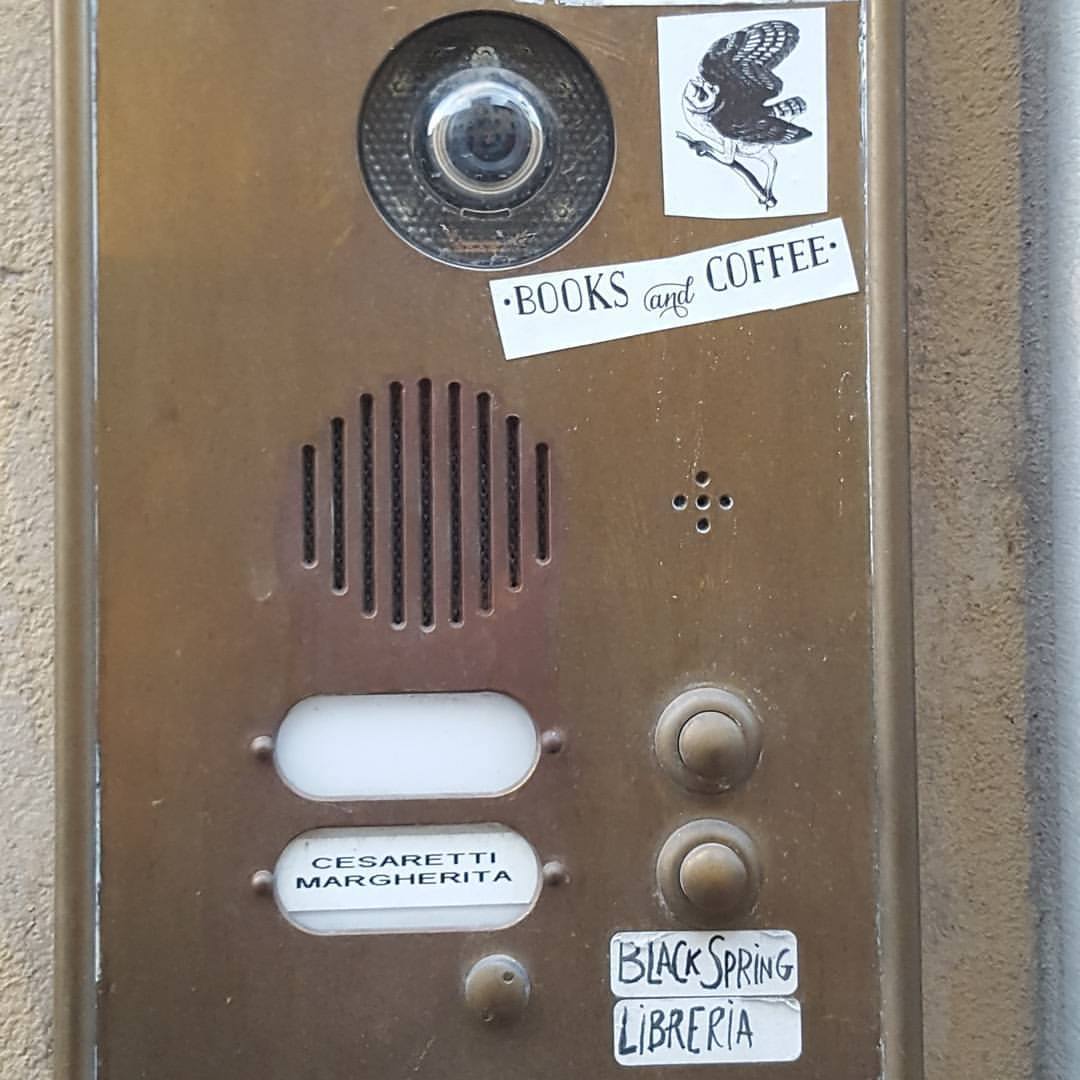 ·BOOKS and COFFEE·
CESARETTI
MARGHERITA
BLACK SPRING
LIBRERIA